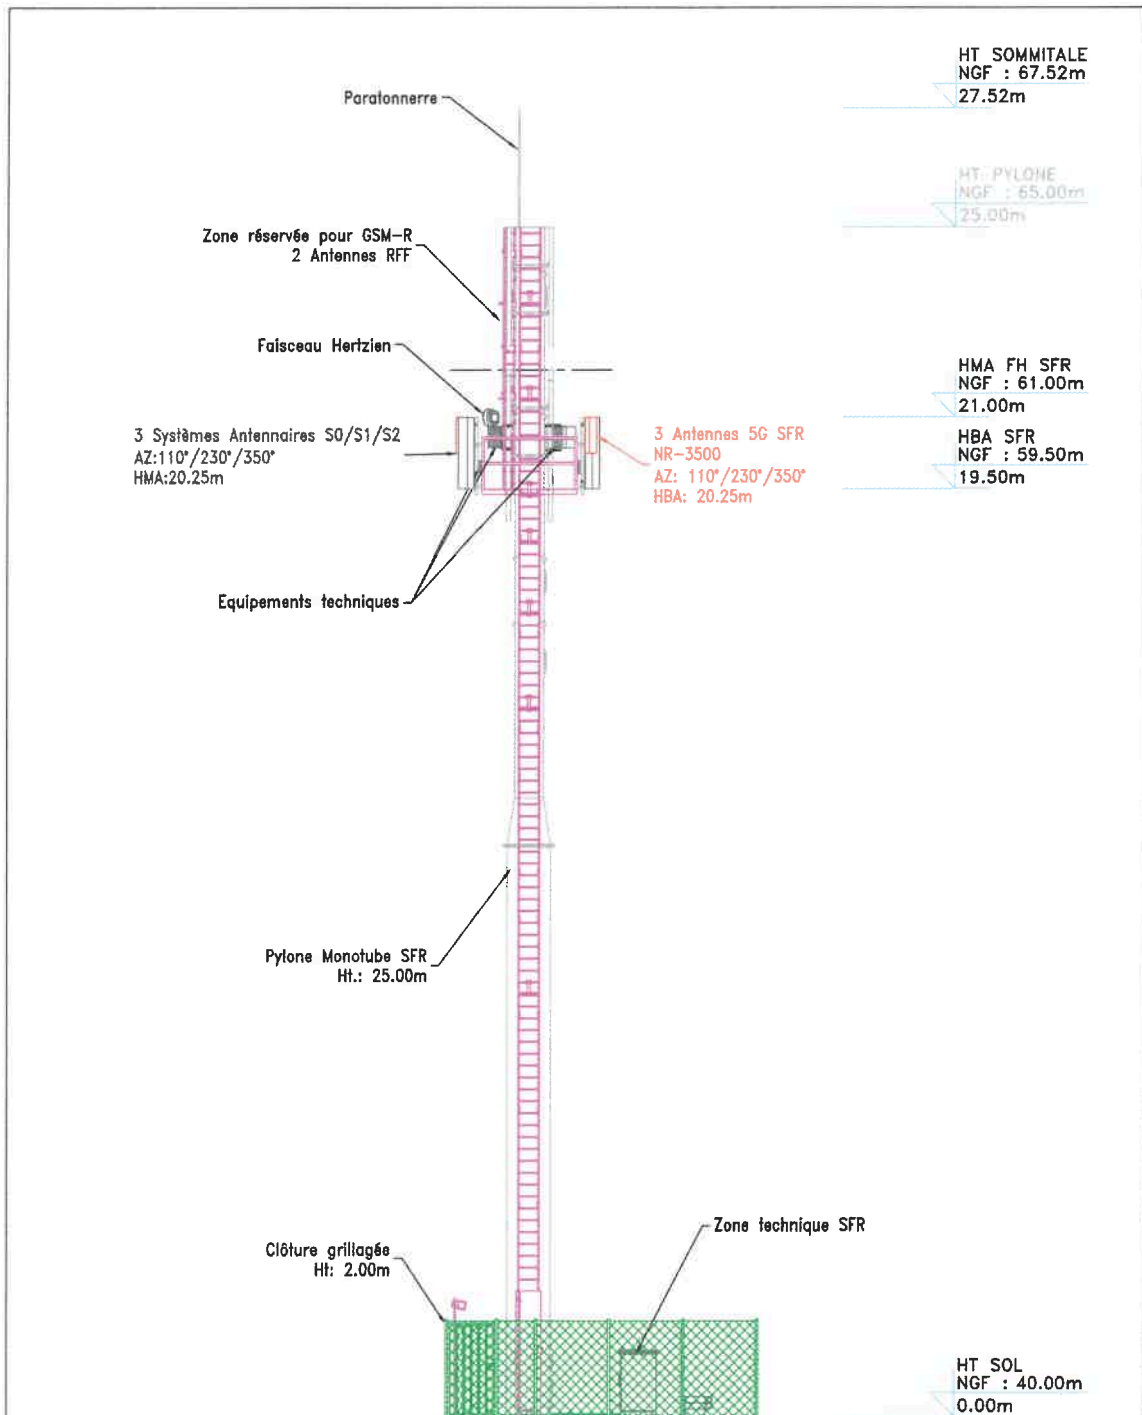 HT SOMMITALE
NGF : 67.52m
27.52m
Paratonnerre
HT. PYLONE
NGF : 65.00m
25.00m
Zone réservée pour GSM-R
2 Antennes RFF
Faisceau Hertzien
HMA FH SFR
NGF : 61.00m
21.00m
3 Systèmes Antennaires S0/S1/S2
AZ:110°/230°/350°
HMA:20.25m
3 Antennes 5G SFR
NR-3500
AZ: 110°/230°/350°
HBA: 20.25m
HBA SFR
NGF : 59.50m
19.50m
Equipements techniques
Pylone Monotube SFR
Ht.: 25.00m
Zone technique SFR
Clôture grillagée
Ht: 2.00m
HT SOL
NGF : 40.00m
0.00m